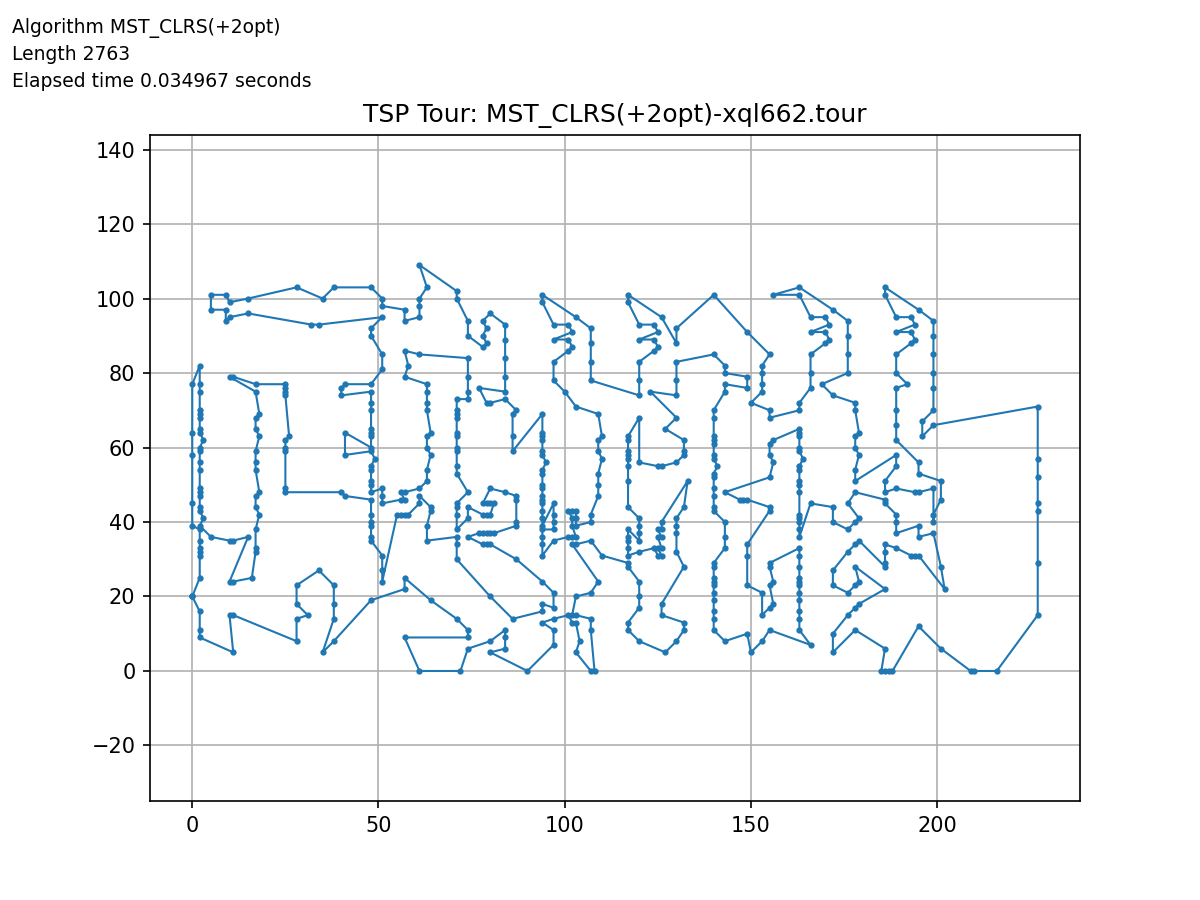 Algorithm MST_CLRS(+2opt)
Length 2763
Elapsed time 0.034967 seconds
TSP Tour: MST_CLRS(+2opt)-xql662.tour
140
120
100
80
60
40
20
0
−20
0 50 100 150 200